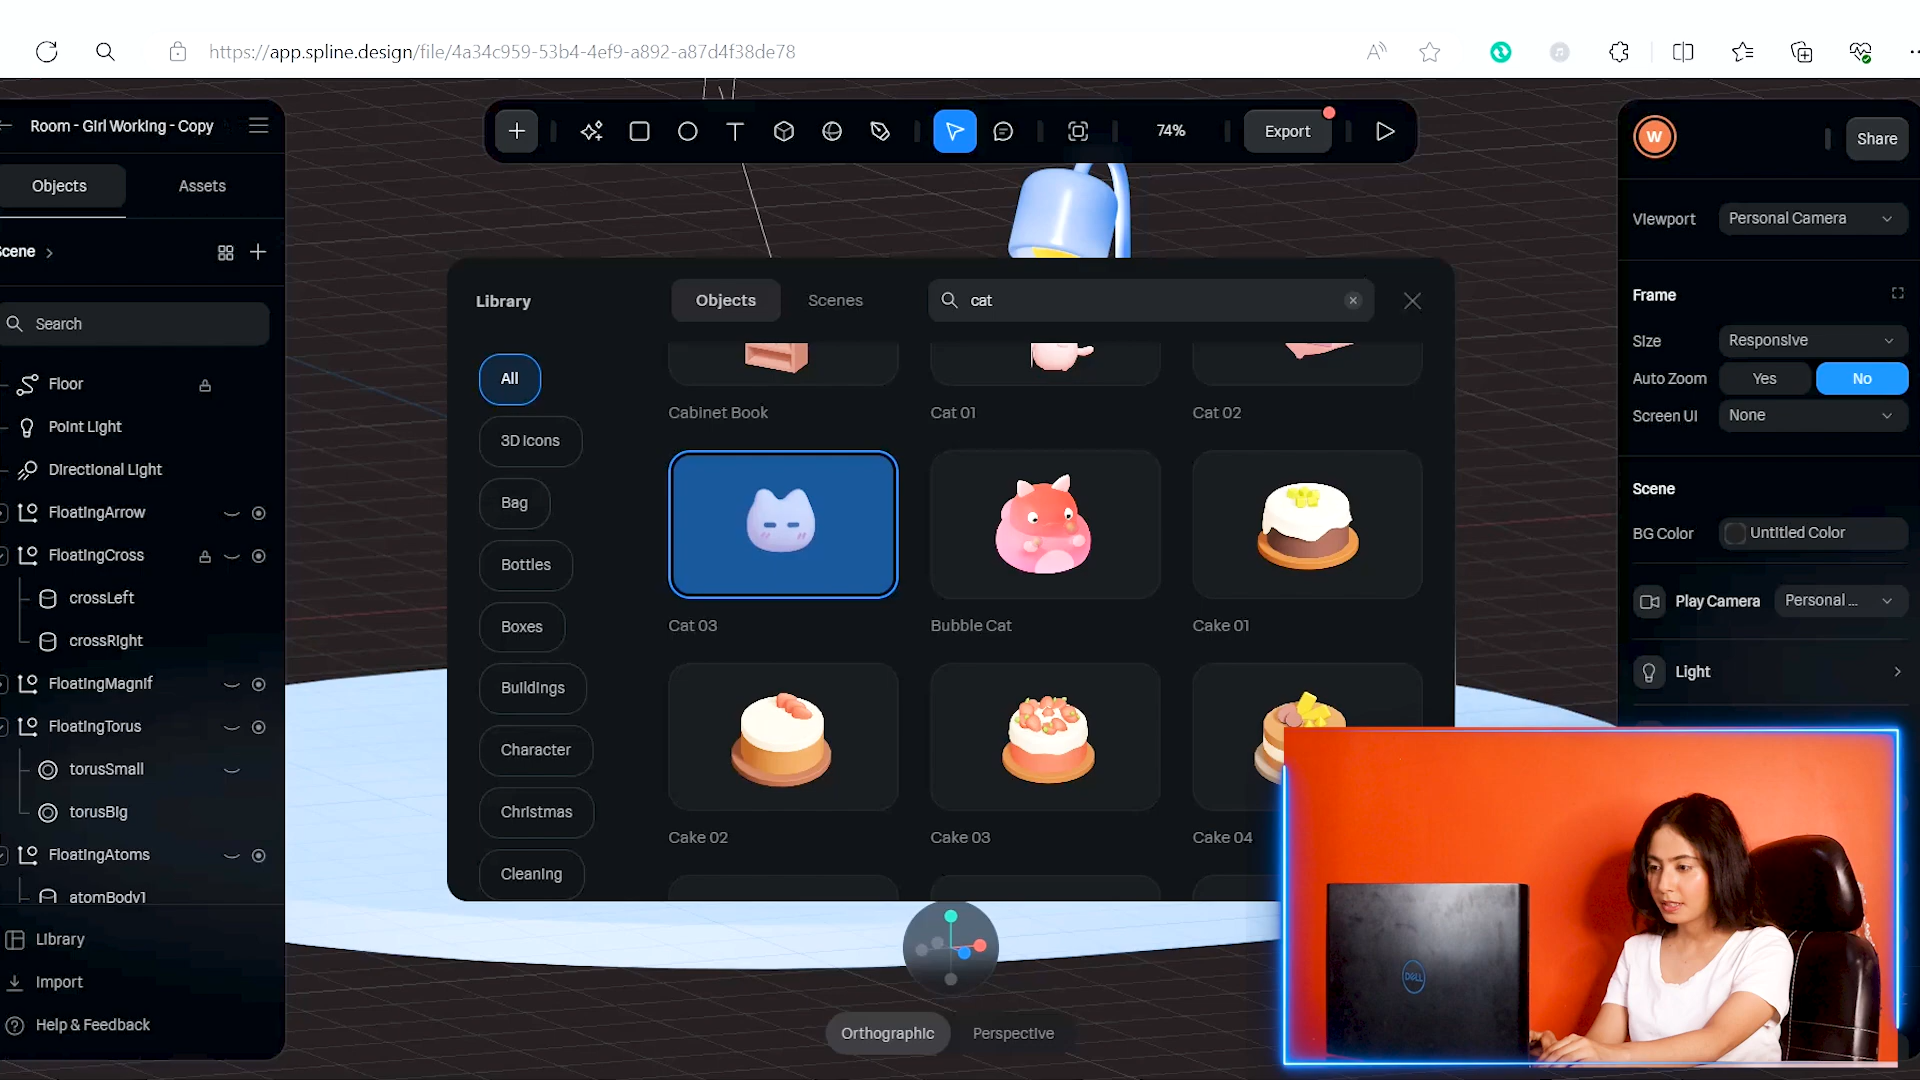 https://app.spline.design/file/4a34c959-53b4-4ef9-a892-a87d4f38de78
Room - Girl Working - Copy
74%
Export
W
Share
Objects
Assets
Viewport
Personal Camera
Scene
Search
Library
Objects
Scenes
cat
Frame
Size
Responsive
Auto Zoom
Yes
No
Screen UI
None
Floor
Point Light
Directional Light
FloatingArrow
FloatingCross
crossLeft
crossRight
FloatingMagnif
FloatingTorus
torusSmall
torusBig
FloatingAtoms
atomBody1
Library
Import
Help & Feedback
All
3D Icons
Bag
Bottles
Boxes
Buildings
Character
Christmas
Cleaning
Cabinet Book
Cat 01
Cat 02
Cat 03
Bubble Cat
Cake 01
Cake 02
Cake 03
Cake 04
Scene
BG Color
Untitled Color
Play Camera
Personal ...
Light
Orthographic
Perspective
DELL